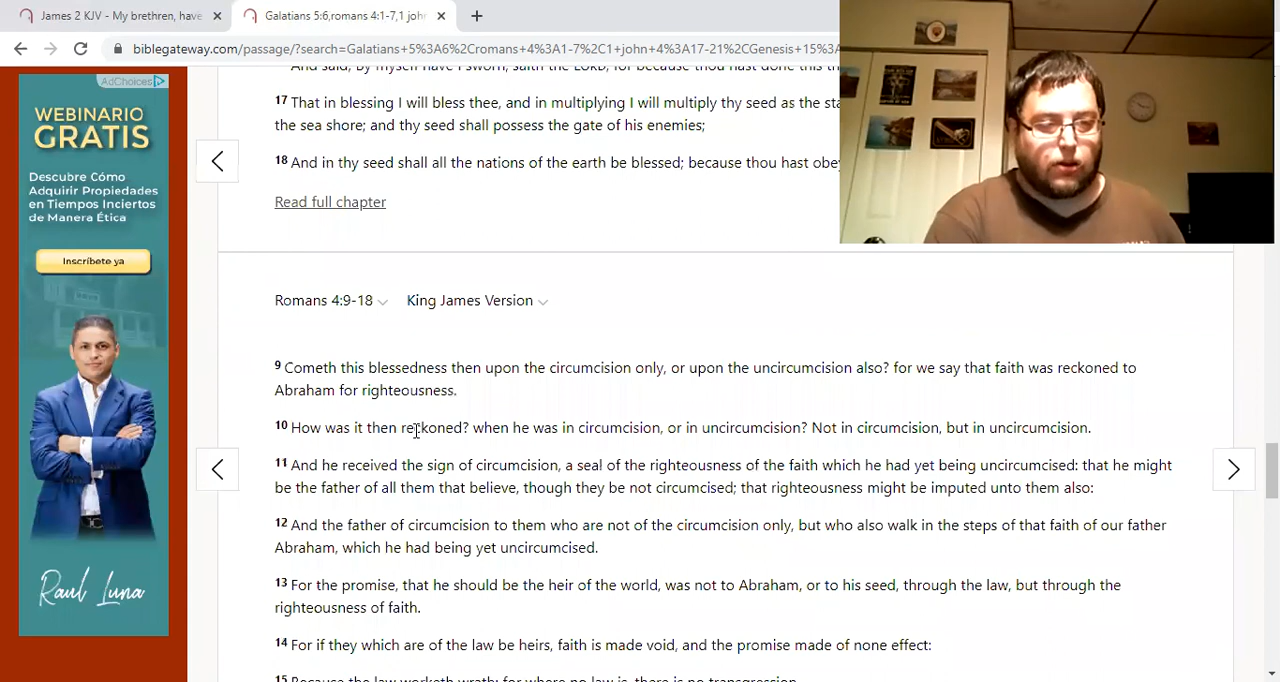 James 2 KJV - My brethren, have
Galatians 5:6,romans 4:1-7,1 john
biblegateway.com/passage/?search=Galatians+5%3A6%2Cromans+4%3A1-7%2C1+john+4%3A17-21%2CGenesis+15%3A
AdChoices
WEBINARIO
GRATIS
Descubre Cómo
Adquirir Propiedades
en Tiempos Inciertos
de Manera Ética
Inscríbete ya
Raul Luna
And said, By myself have I sworn, saith the LORD, for because thou hast done this
17 That in blessing I will bless thee, and in multiplying I will multiply thy seed as the
the sea shore; and thy seed shall possess the gate of his enemies;
18 And in thy seed shall all the nations of the earth be blessed; because thou hast
Read full chapter
Romans 4:9-18 King James Version
9 Cometh this blessedness then upon the circumcision only, or upon the uncircumcision also? for we say that faith was reckoned to
Abraham for righteousness.
10 How was it then reckoned? when he was in circumcision, or in uncircumcision? Not in circumcision, but in uncircumcision.
11 And he received the sign of circumcision, a seal of the righteousness of the faith which he had yet being uncircumcised: that he might
be the father of all them that believe, though they be not circumcised; that righteousness might be imputed unto them also:
12 And the father of circumcision to them who are not of the circumcision only, but who also walk in the steps of that faith of our father
Abraham, which he had being yet uncircumcised.
13 For the promise, that he should be the heir of the world, was not to Abraham, or to his seed, through the law, but through the
righteousness of faith.
14 For if they which are of the law be heirs, faith is made void, and the promise made of none effect:
15 Because the law worketh wrath: for where no law is, there is no transgression.